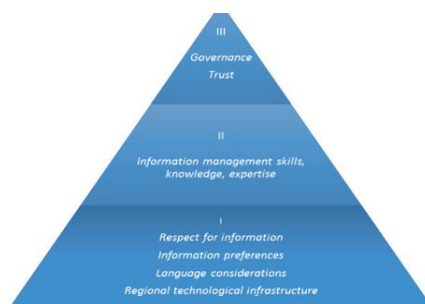 III
Governance
Trust
II
Information management skills,
knowledge, expertise
I
Respect for information
Information preferences
Language considerations
Regional technological infrastructure